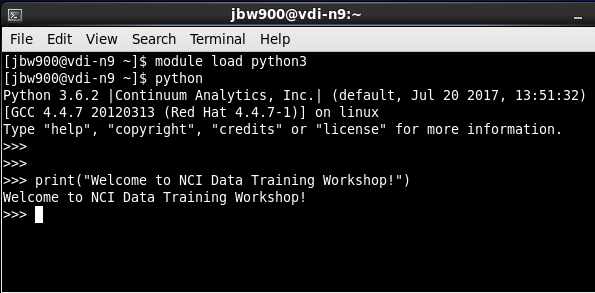 jbw900@vdi-n9:~
File Edit View Search Terminal Help
[jbw900@vdi-n9 ~]$ module load python3
[jbw900@vdi-n9 ~]$ python
Python 3.6.2 |Continuum Analytics, Inc.| (default, Jul 20 2017, 13:51:32)
[GCC 4.4.7 20120313 (Red Hat 4.4.7-1)] on linux
Type "help", "copyright", "credits" or "license" for more information.
>>>
>>>
>>> print("Welcome to NCI Data Training Workshop!")
Welcome to NCI Data Training Workshop!
>>>